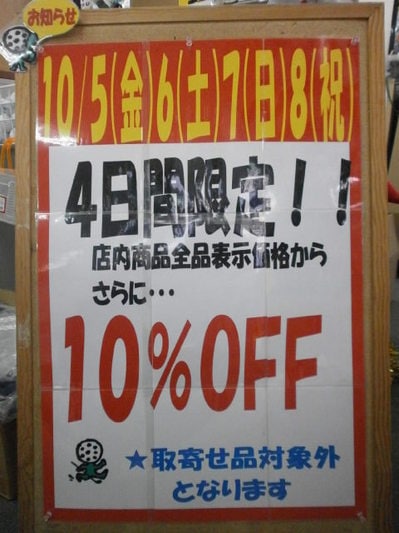 お知らせ
10/5(金)6(土)7(日)8(祝)
4日間限定！！
店内商品全品表示価格から
さらに・・・
10%OFF
★取寄せ品対象外
となります